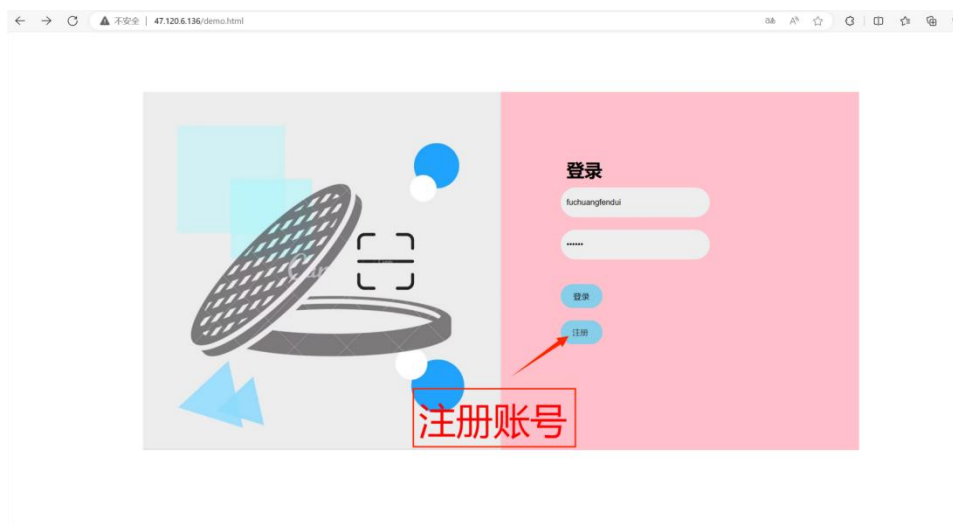 不安全 | 47.120.6.136/demo.html
登录
fuchuangfendui
••••••
登录
注册
注册账号